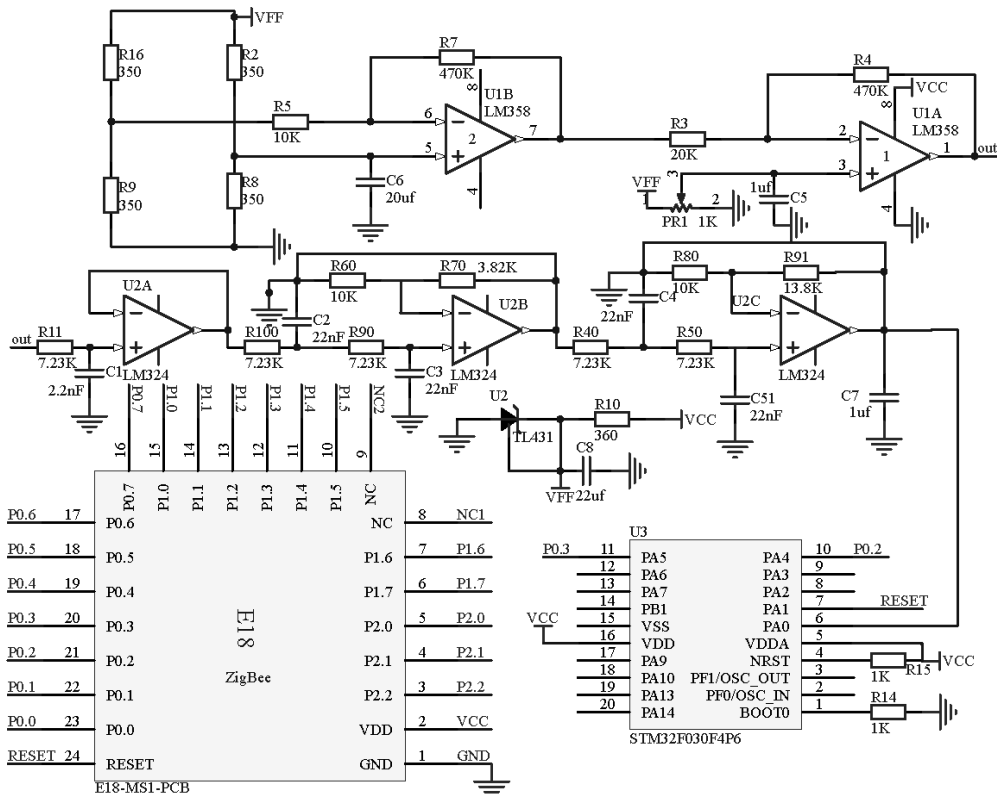 VFF
R16
350
R2
350
R7
470K
8
U1B
LM358
R5
10K
6
2
7
5
4
R9
350
R8
350
C6
20uf
R4
470K
VCC
8
U1A
LM358
R3
20K
2
1
1
out
3
4
VFF
1
3
2
PR1 1K
1uf
C5
U2A
R60
10K
R70
3.82K
R80
10K
R91
13.8K
out
R11
7.23K
C1
2.2nF
LM324
R100
7.23K
C2
22nF
R90
7.23K
C3
22nF
U2B
LM324
R40
7.23K
C4
22nF
R50
7.23K
U2C
LM324
C51
22nF
C7
1uf
U2
TL431
R10
360
VCC
C8
22uf
VFF
P0.7
P1.0
P1.1
P1.2
P1.3
P1.4
P1.5
NC2
16
15
14
13
12
11
10
9
P0.7
P1.0
P1.1
P1.2
P1.3
P1.4
P1.5
NC
P0.6 17 P0.6 NC 8 NC1
P0.5 18 P0.5 P1.6 7 P1.6
P0.4 19 P0.4 P1.7 6 P1.7
P0.3 20 P0.3 P2.0 5 P2.0
P0.2 21 P0.2 P2.1 4 P2.1
P0.1 22 P0.1 P2.2 3 P2.2
P0.0 23 P0.0 VDD 2 VCC
RESET 24 RESET GND 1 GND
E18
ZigBee
E18-MS1-PCB
U3
P0.3 11 PA5 PA4 10 P0.2
12 PA6 PA3 9
13 PA7 PA2 8
14 PB1 PA1 7 RESET
15 VSS PA0 6
VCC 16 VDD VDDA 5
17 PA9 NRST 4
18 PA10 PF1/OSC_OUT 3
19 PA13 PF0/OSC_IN 2
20 PA14 BOOT0 1
1K
R15
VCC
R14
1K
STM32F030F4P6